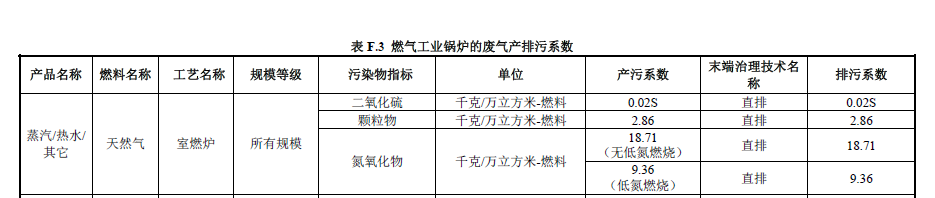 表 F.3 燃气工业锅炉的废气产排污系数
产品名称 燃料名称 工艺名称 规模等级 污染物指标 单位 产污系数 末端治理技术名称 排污系数
蒸汽/热水/其它 天然气 室燃炉 所有规模 二氧化硫 千克/万立方米-燃料 0.02S 直排 0.02S
颗粒物 千克/万立方米-燃料 2.86 直排 2.86
氮氧化物 千克/万立方米-燃料 18.71（无低氮燃烧） 直排 18.71
9.36（低氮燃烧） 直排 9.36